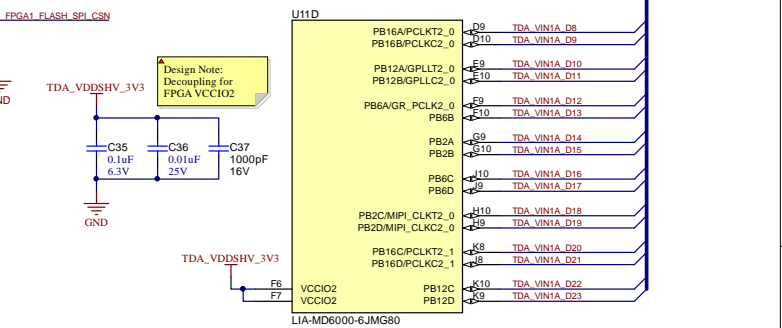 FPGA1_FLASH_SPI_CSN
U11D
PB16A/PCLKT2_0 D9 TDA_VIN1A_D8
PB16B/PCLKC2_0 D10 TDA_VIN1A_D9
PB12A/GPLLT2_0 E9 TDA_VIN1A_D10
PB12B/GPLLC2_0 E10 TDA_VIN1A_D11
PB6A/GR_PCLK2_0 F9 TDA_VIN1A_D12
PB6B F10 TDA_VIN1A_D13
PB2A G9 TDA_VIN1A_D14
PB2B G10 TDA_VIN1A_D15
PB6C J10 TDA_VIN1A_D16
PB6D J9 TDA_VIN1A_D17
PB2C/MIPI_CLKT2_0 H10 TDA_VIN1A_D18
PB2D/MIPI_CLKC2_0 H9 TDA_VIN1A_D19
PB16C/PCLKT2_1 K8 TDA_VIN1A_D20
PB16D/PCLKC2_1 J8 TDA_VIN1A_D21
PB12C K10 TDA_VIN1A_D22
PB12D K9 TDA_VIN1A_D23
F6 VCCIO2
F7 VCCIO2
LIA-MD6000-6JMG80
Design Note:
Decoupling for
FPGA VCCIO2
TDA_VDDSHV_3V3
C35
0.1uF
6.3V
C36
0.01uF
25V
C37
1000pF
16V
GND
TDA_VDDSHV_3V3